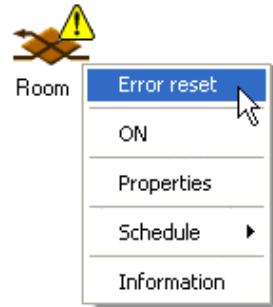 Room
Error reset
ON
Properties
Schedule
Information